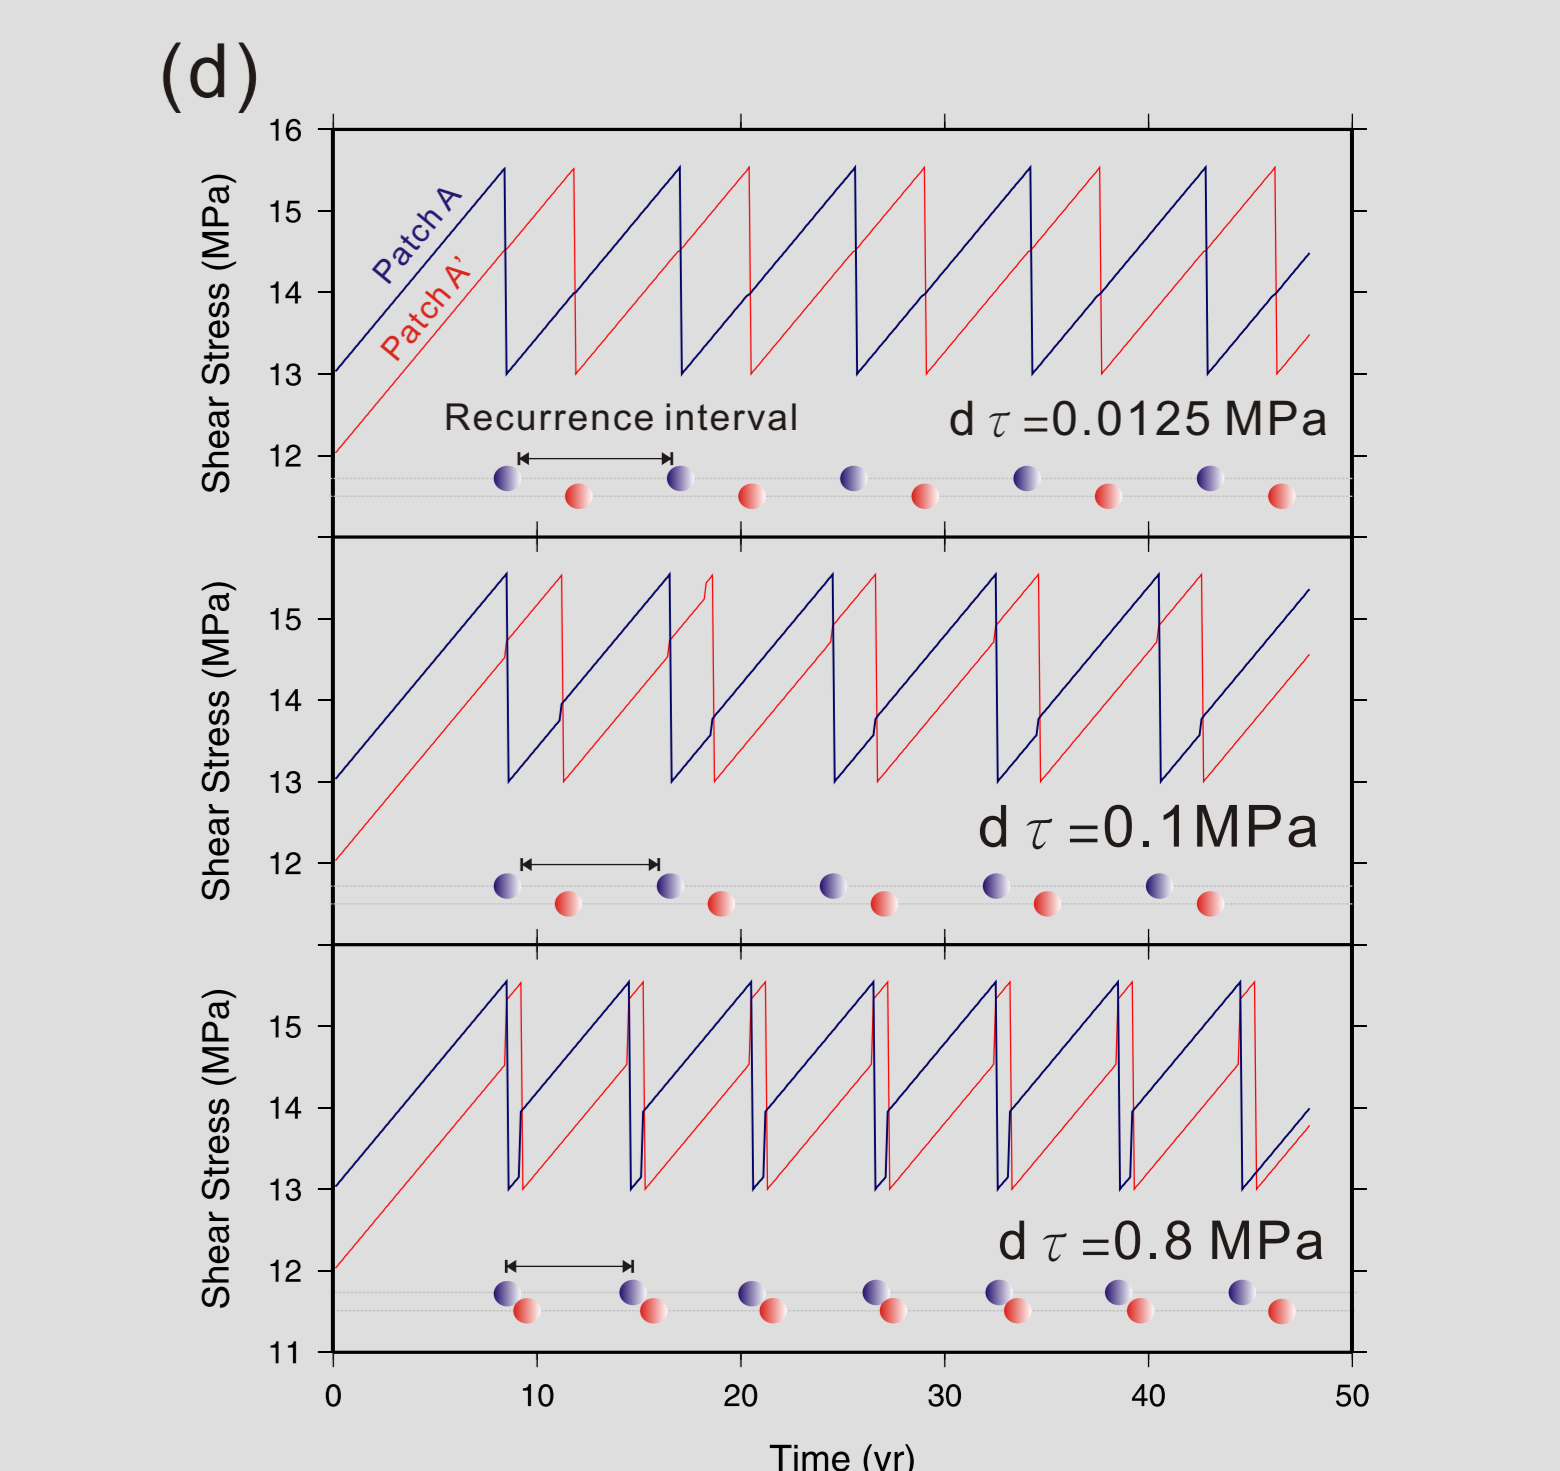 (d)
16
15
14
13
12
Shear Stress (MPa)
Patch A
Patch A'
Recurrence interval
d τ =0.0125 MPa
15
14
13
12
Shear Stress (MPa)
d τ =0.1MPa
15
14
13
12
11
Shear Stress (MPa)
d τ =0.8 MPa
0 10 20 30 40 50
Time (yr)